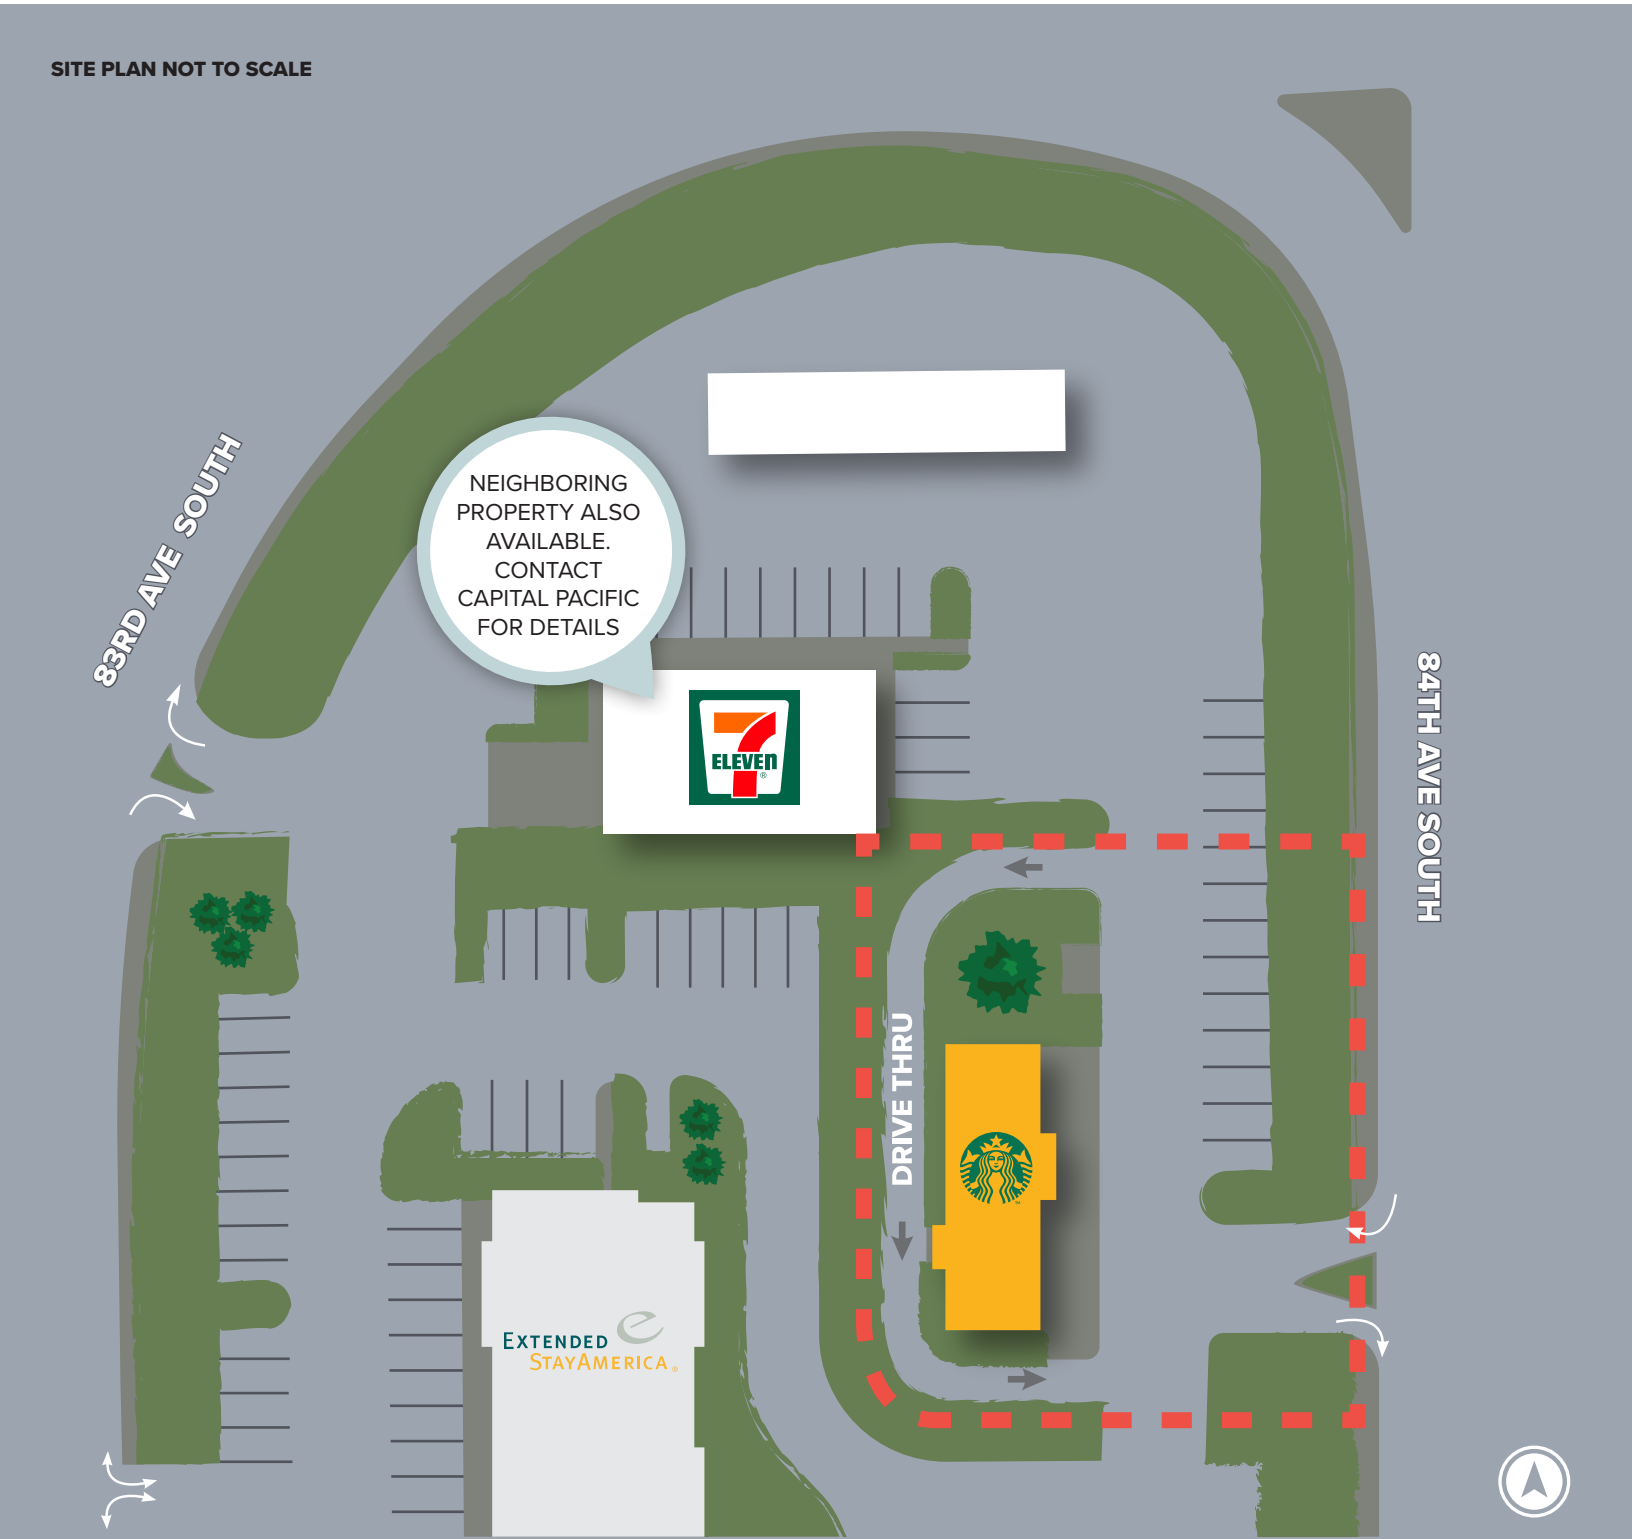 SITE PLAN NOT TO SCALE
NEIGHBORING
PROPERTY ALSO
AVAILABLE.
CONTACT
CAPITAL PACIFIC
FOR DETAILS
83RD AVE SOUTH
84TH AVE SOUTH
7
ELEVEn
®
DRIVE THRU
e
EXTENDED
STAYAMERICA®